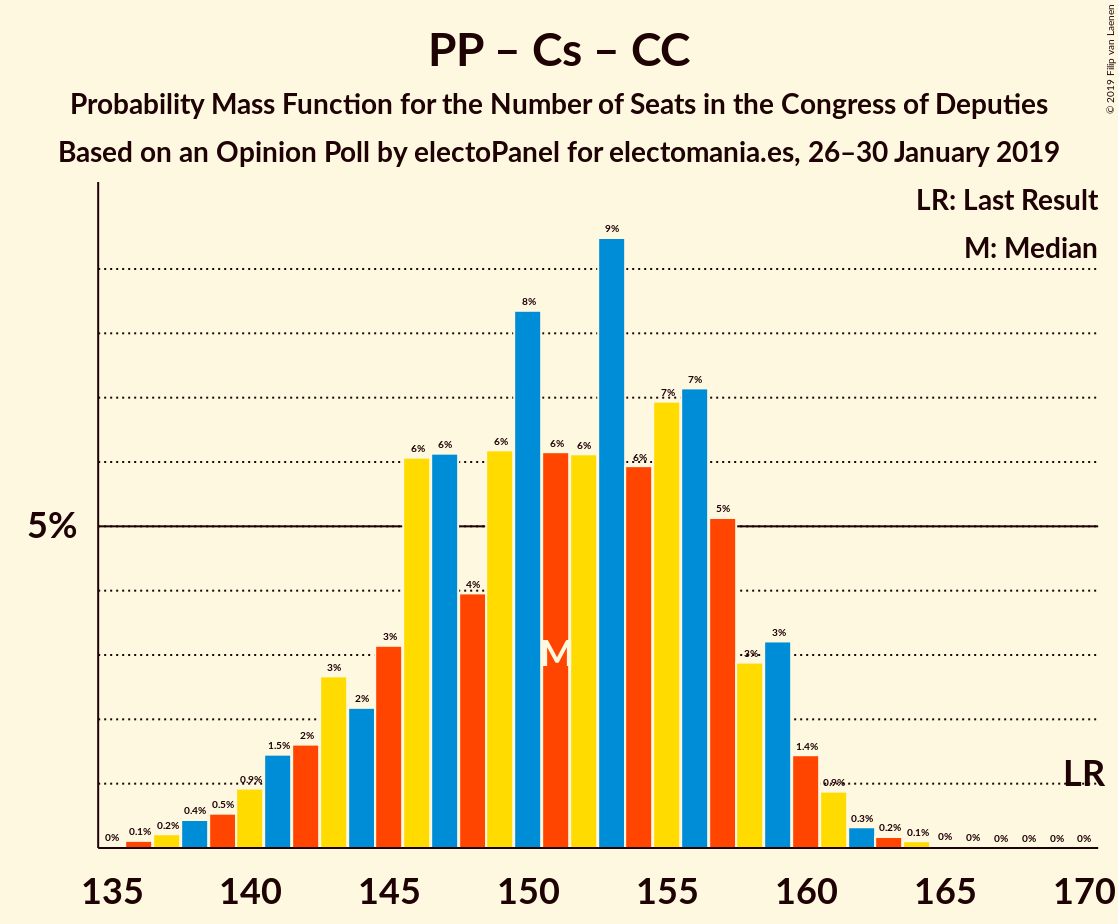 PP – Cs – CC
Probability Mass Function for the Number of Seats in the Congress of Deputies
Based on an Opinion Poll by electoPanel for electomania.es, 26–30 January 2019
© 2019 Filip van Laenen
LR: Last Result
M: Median
5%
0% 0.1% 0.2% 0.4% 0.5% 0.9% 1.5% 2% 3% 2% 3% 6% 6% 4% 6% 8% 6% 6% 9% 6% 7% 7% 5% 3% 3% 1.4% 0.9% 0.3% 0.2% 0.1% 0% 0% 0% 0% 0% 0%
M
LR
135 140 145 150 155 160 165 170